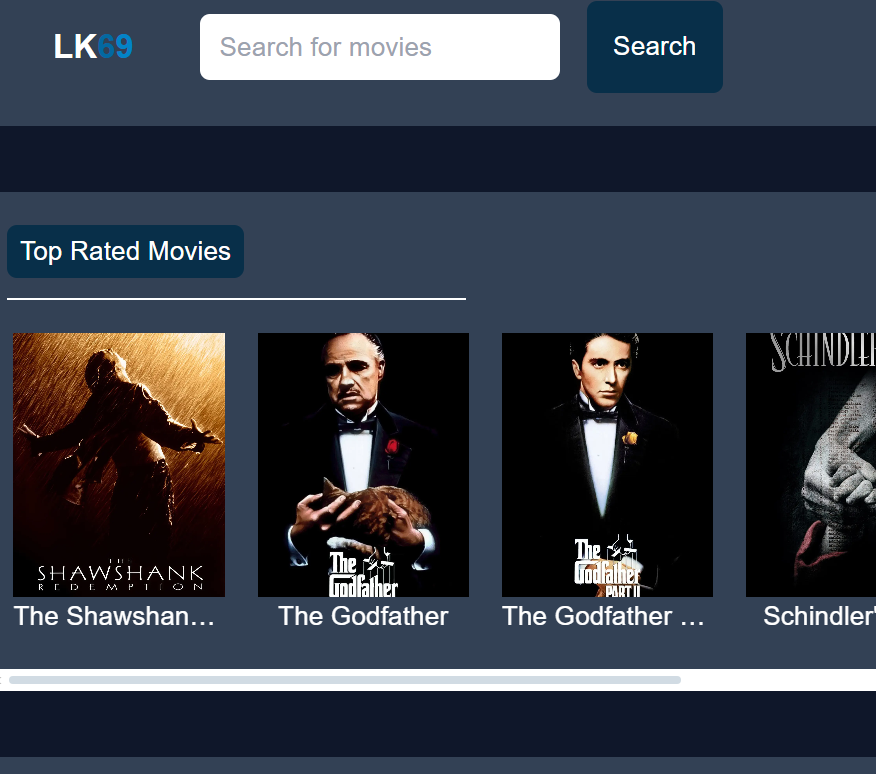 LK69
Search for movies
Search
Top Rated Movies
THE
SHAWSHANK
REDEMPTION
The
Godfather
The
Godfather
PART II
SCHINDLER
The Shawshan...
The Godfather
The Godfather ...
Schindler'